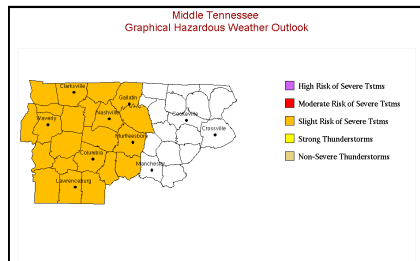 Middle Tennessee
Graphical Hazardous Weather Outlook
Clarksville
Gallatin
Waverly
Nashville
Cookeville
Crossville
Murfreesboro
Columbia
Manchester
Lawrenceburg
High Risk of Severe Tstms
Moderate Risk of Severe Tstms
Slight Risk of Severe Tstms
Strong Thunderstorms
Non-Severe Thunderstorms